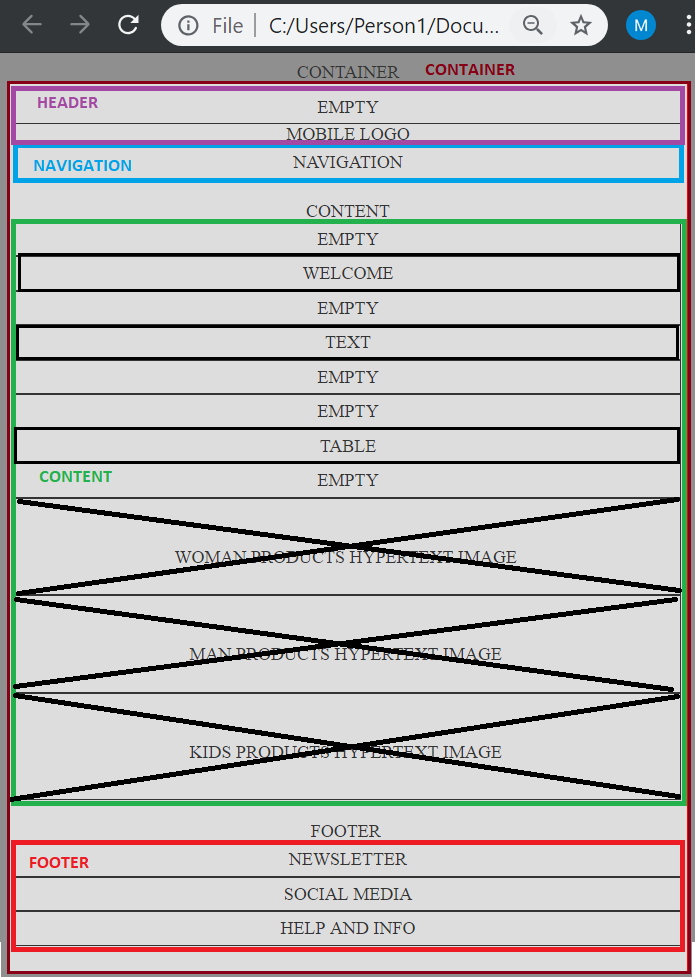 File C:/Users/Person1/Docu... M
CONTAINER CONTAINER
HEADER
EMPTY
MOBILE LOGO
NAVIGATION NAVIGATION
CONTENT
EMPTY
WELCOME
EMPTY
TEXT
EMPTY
EMPTY
TABLE
CONTENT EMPTY
WOMAN PRODUCTS HYPERTEXT IMAGE
MAN PRODUCTS HYPERTEXT IMAGE
KIDS PRODUCTS HYPERTEXT IMAGE
FOOTER
FOOTER NEWSLETTER
SOCIAL MEDIA
HELP AND INFO